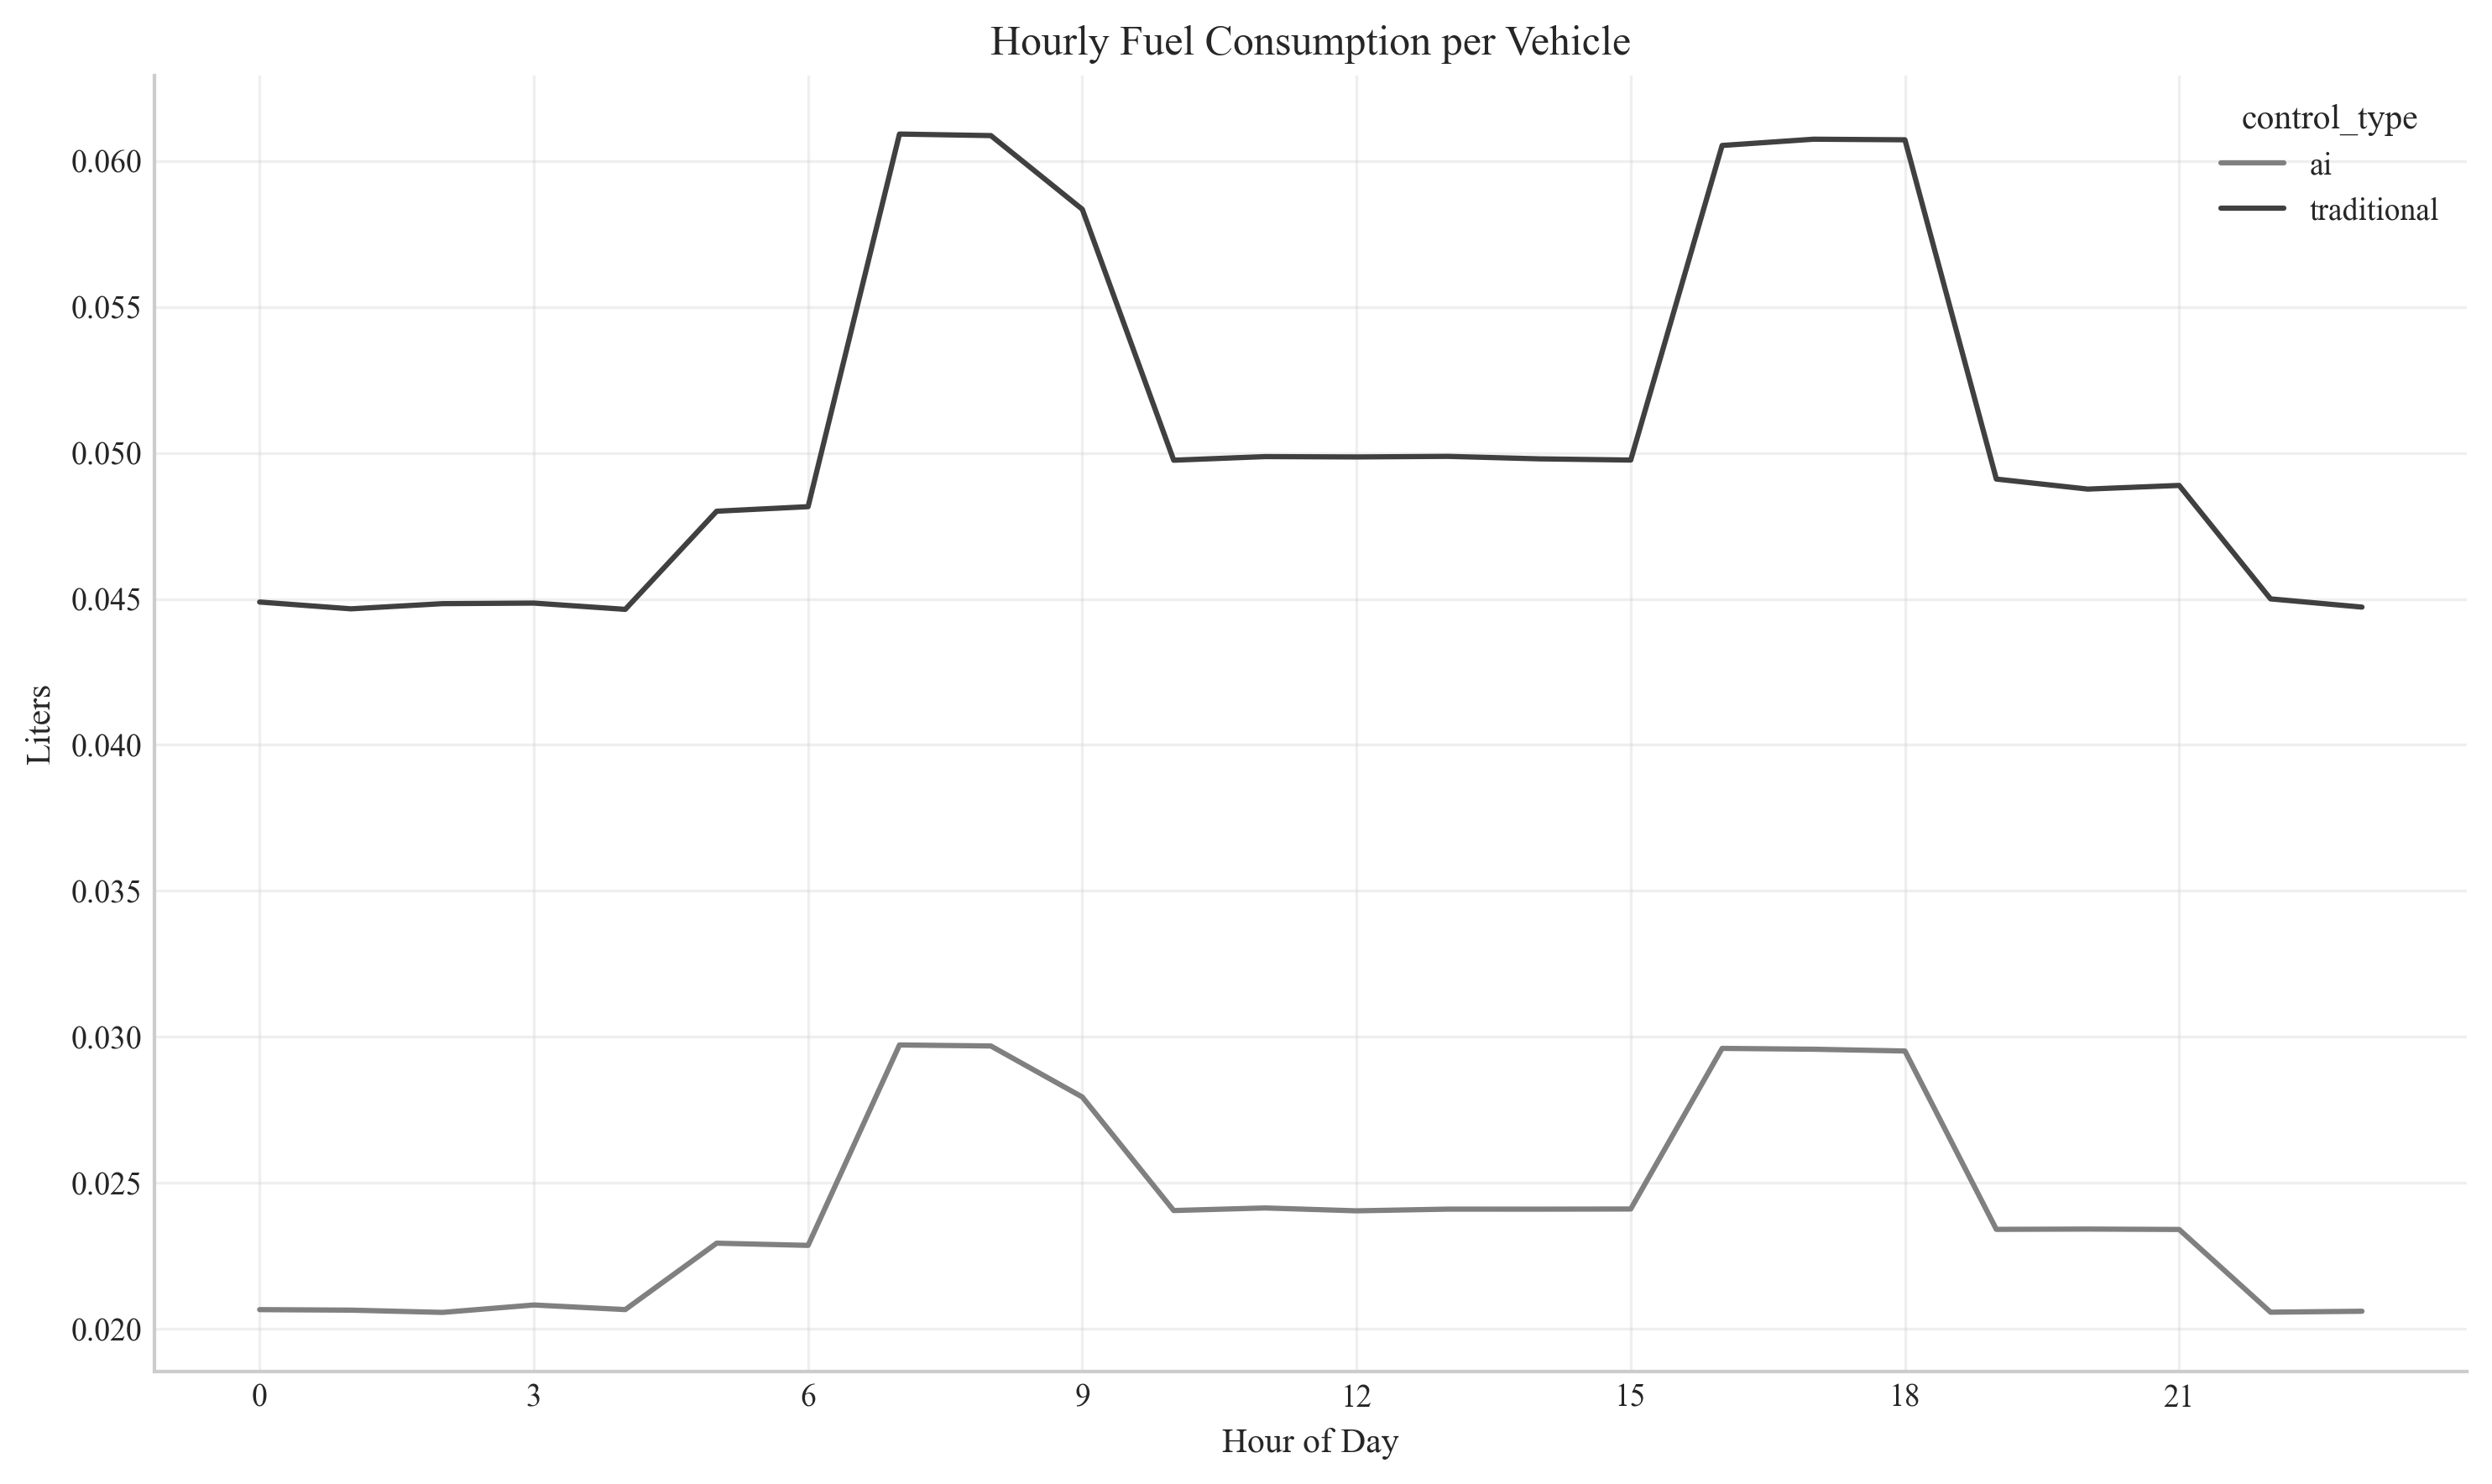 Hourly Fuel Consumption per Vehicle
control_type
ai
traditional
0.060
0.055
0.050
0.045
0.040
0.035
0.030
0.025
0.020
Liters
0 3 6 9 12 15 18 21
Hour of Day